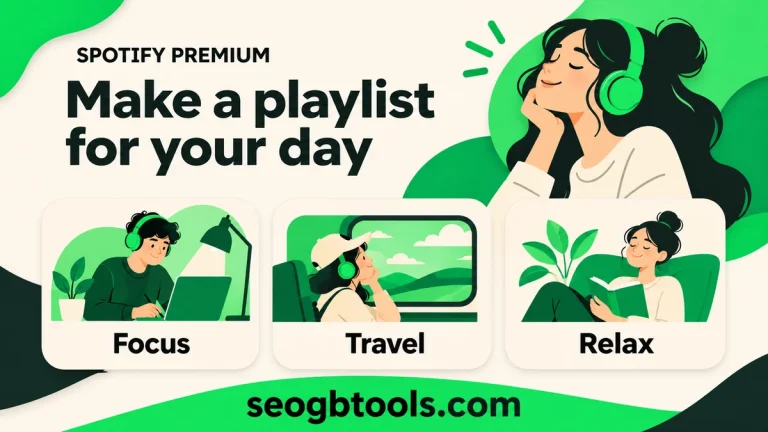 SPOTIFY PREMIUM
Make a playlist
for your day
Focus
Travel
Relax
seogbtools.com